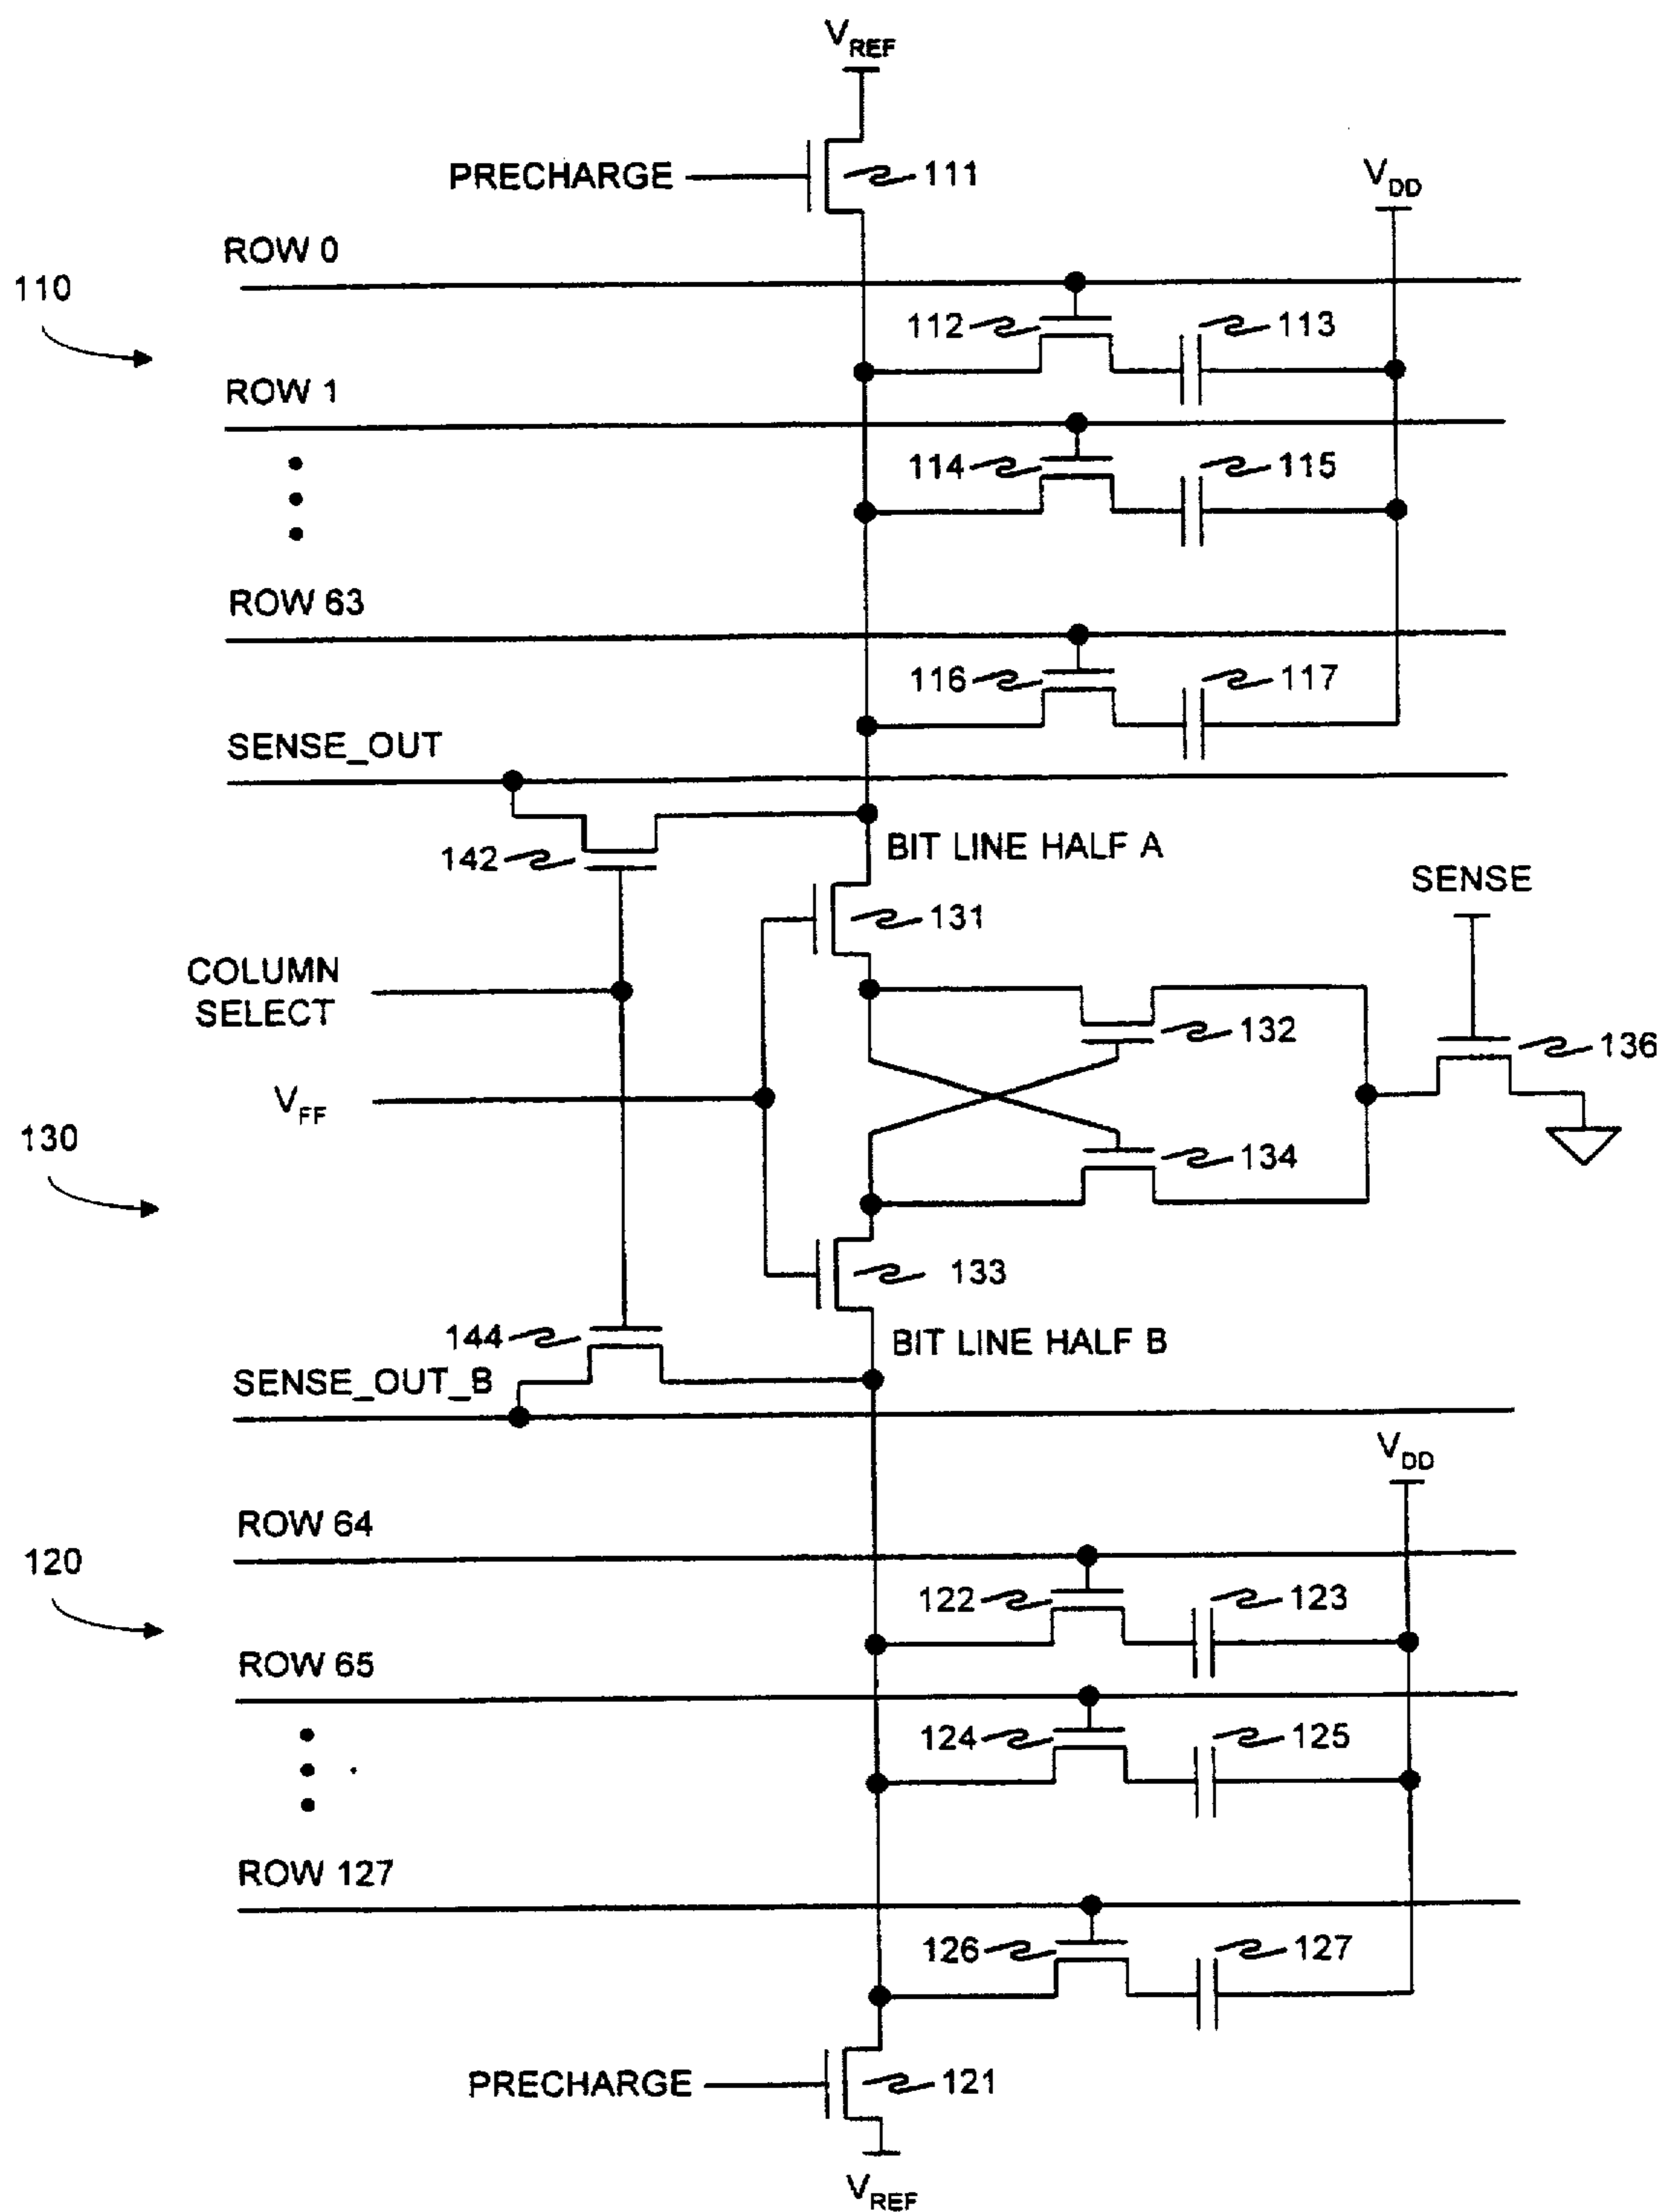 VREF
PRECHARGE
111
VDD
ROW 0
110
112
113
ROW 1
114
115
ROW 63
116
117
SENSE_OUT
BIT LINE HALF A
142
SENSE
131
COLUMN
SELECT
132
136
VFF
130
134
133
144
BIT LINE HALF B
SENSE_OUT_B
VDD
ROW 64
120
122
123
ROW 65
124
125
ROW 127
126
127
PRECHARGE
121
VREF